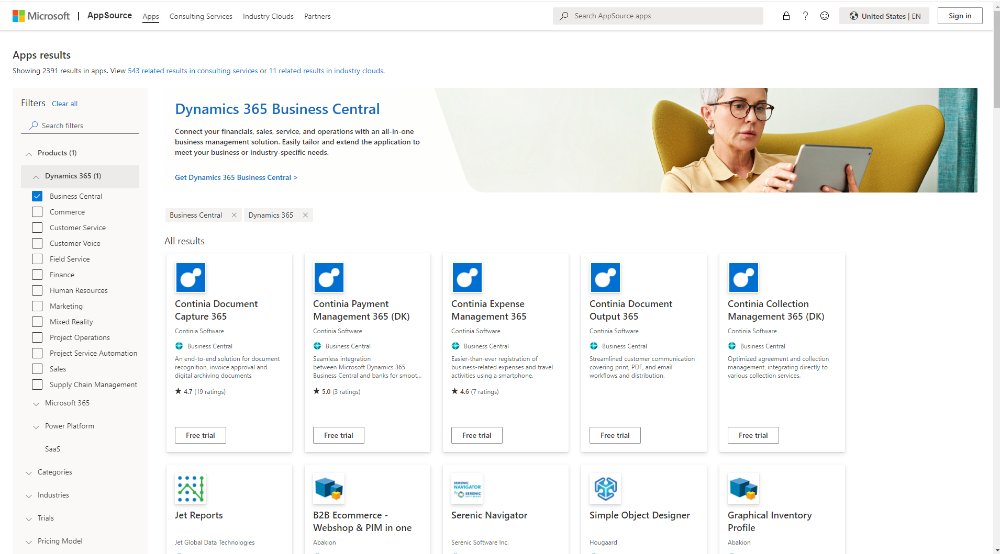 Microsoft | AppSource Apps Consulting Services Industry Clouds Partners Search AppSource apps United States | EN Sign in
Apps results
Showing 2391 results in apps. View 543 related results in consulting services or 11 related results in industry clouds.
Filters Clear all
Search filters
Products (1)
Dynamics 365 (1)
Business Central
Commerce
Customer Service
Customer Voice
Field Service
Finance
Human Resources
Marketing
Mixed Reality
Project Operations
Project Service Automation
Sales
Supply Chain Management
Microsoft 365
Power Platform
SaaS
Categories
Industries
Trials
Pricing Model
Dynamics 365 Business Central
Connect your financials, sales, service, and operations with an all-in-one
business management solution. Easily tailor and extend the application to
meet your business or industry-specific needs.
Get Dynamics 365 Business Central >
Business Central Dynamics 365
All results
Continia Document
Capture 365
Continia Software
Business Central
An end-to-end solution for document
recognition, invoice approval and
digital archiving documents
4.7 (19 ratings)
Free trial
Continia Payment
Management 365 (DK)
Continia Software
Business Central
Seamless integration
between Microsoft Dynamics 365
Business Central and banks for smoot...
5.0 (3 ratings)
Free trial
Continia Expense
Management 365
Continia Software
Business Central
Easier-than-ever registration of
business-related expenses and travel
activities using a smartphone.
4.6 (7 ratings)
Free trial
Continia Document
Output 365
Continia Software
Business Central
Streamlined customer communication
covering print, PDF, and email
workflows and distribution.
Free trial
Continia Collection
Management 365 (DK)
Continia Software
Business Central
Optimized agreement and collection
management, integrating directly to
various collection services.
Free trial
Jet Reports
Jet Global Data Technologies
B2B Ecommerce -
Webshop & PIM in one
Abakion
SERENIC
NAVIGATOR
By SERENIC
SOFTWARE
Serenic Navigator
Serenic Software Inc.
Simple Object Designer
Hougaard
Graphical Inventory
Profile
Abakion